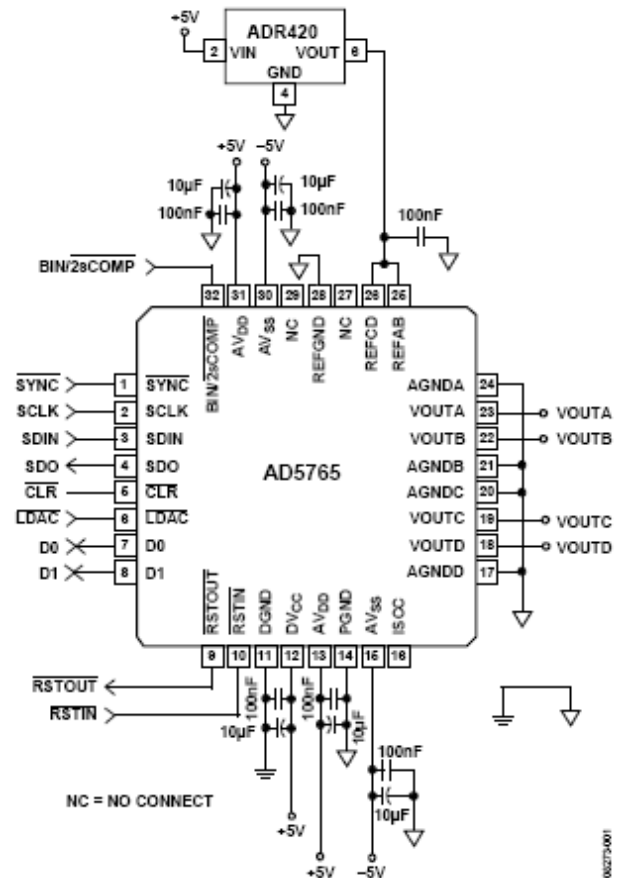 +5V
ADR420
2 VIN VOUT 6
GND
4
+5V –5V
10µF 10µF
100nF 100nF
100nF
BIN/2sCOMP
32 31 30 29 28 27 26 25
BIN/2sCOMP AVDD AVSS NC REFGND NC REFCD REFAB
SYNC 1 SYNC
SCLK 2 SCLK
SDIN 3 SDIN
SDO 4 SDO
CLR 5 CLR
LDAC 6 LDAC
D0 7 D0
D1 8 D1
AD5765
AGNDA 24
VOUTA 23 VOUTA
VOUTB 22 VOUTB
AGNDB 21
AGNDC 20
VOUTC 19 VOUTC
VOUTD 18 VOUTD
AGNDD 17
RSTOUT RSTIN DGND DVCC AVDD PGND AVSS ISCC
9 10 11 12 13 14 15 16
RSTOUT
RSTIN
100nF 100nF
10µF 10µF
100nF
10µF
NC = NO CONNECT
+5V
+5V –5V
06273-001